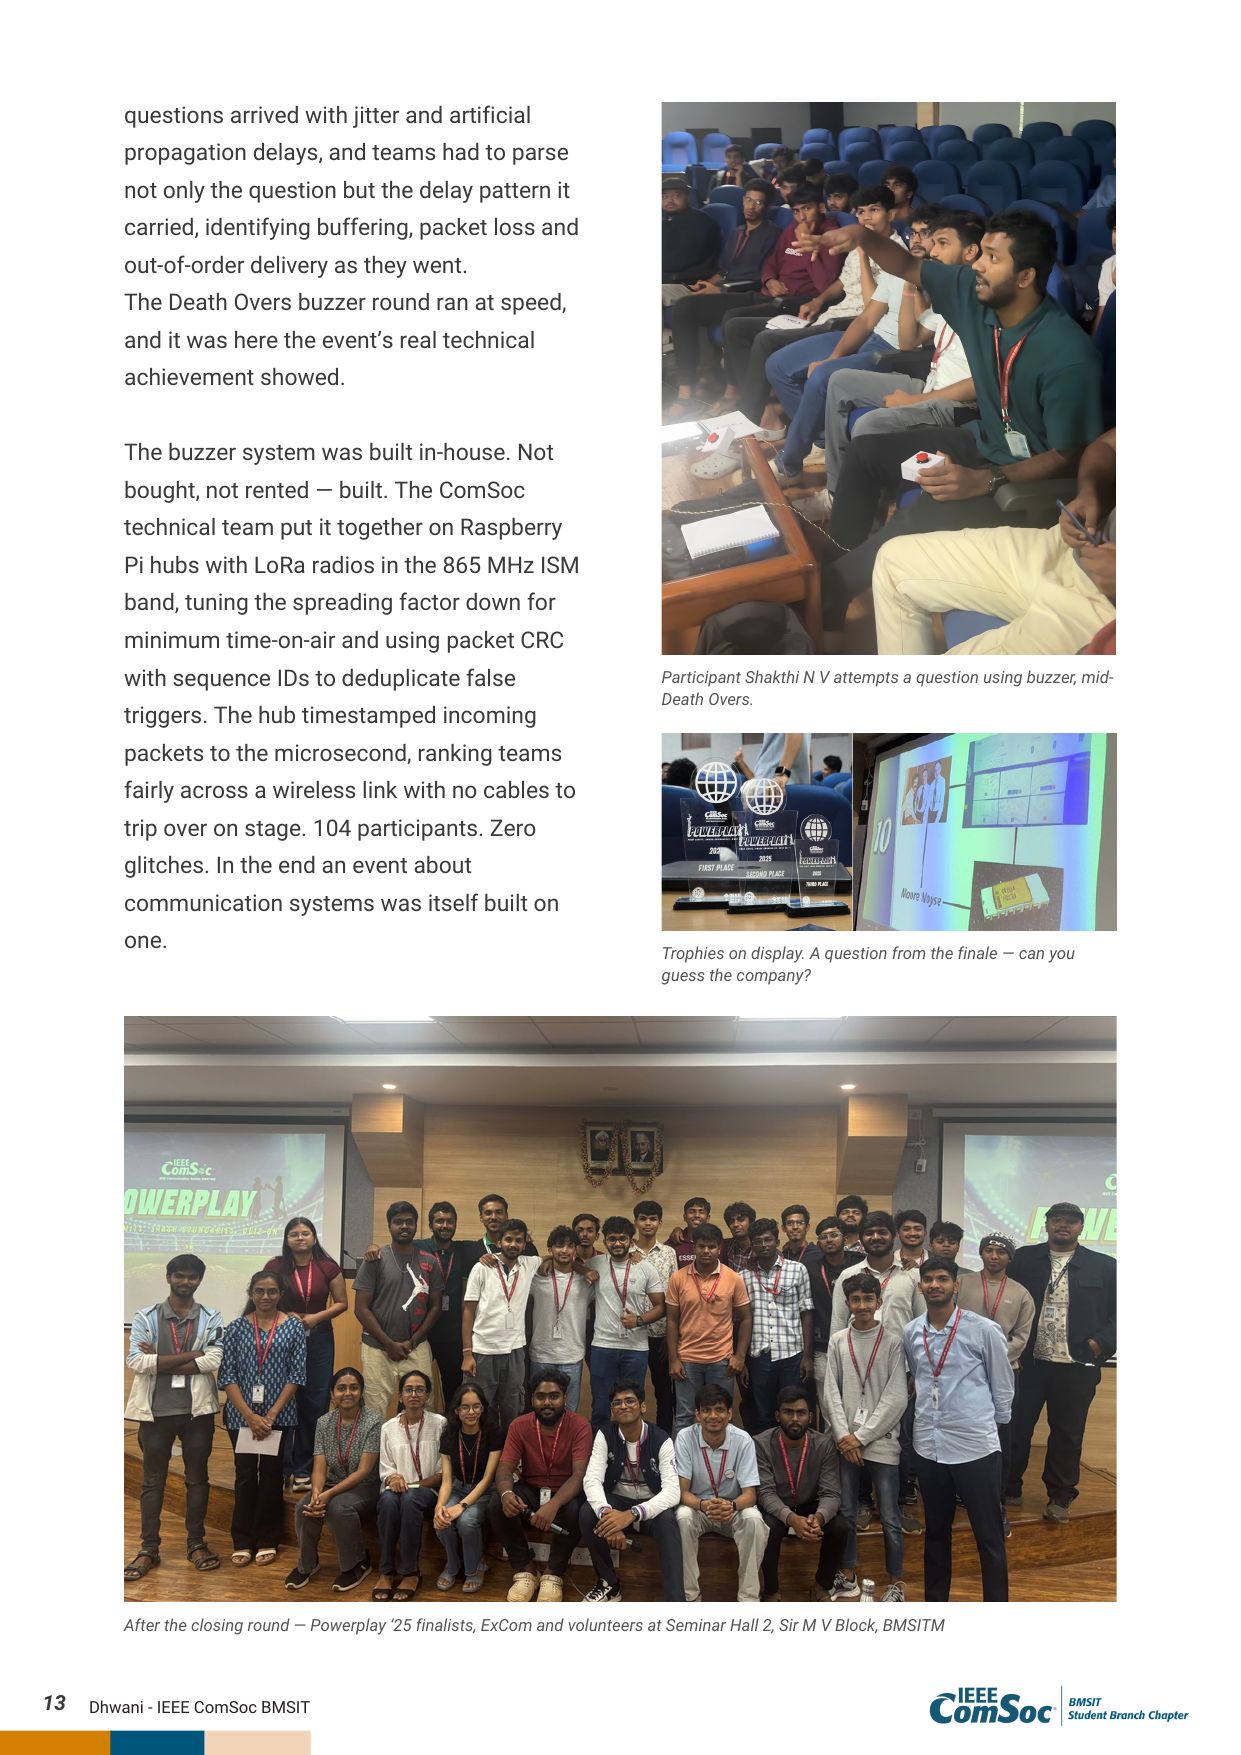 questions arrived with jitter and artificial
propagation delays, and teams had to parse
not only the question but the delay pattern it
carried, identifying buffering, packet loss and
out-of-order delivery as they went.
The Death Overs buzzer round ran at speed,
and it was here the event’s real technical
achievement showed.
The buzzer system was built in-house. Not
bought, not rented — built. The ComSoc
technical team put it together on Raspberry
Pi hubs with LoRa radios in the 865 MHz ISM
band, tuning the spreading factor down for
minimum time-on-air and using packet CRC
with sequence IDs to deduplicate false
triggers. The hub timestamped incoming
packets to the microsecond, ranking teams
fairly across a wireless link with no cables to
trip over on stage. 104 participants. Zero
glitches. In the end an event about
communication systems was itself built on
one.
Participant Shakthi N V attempts a question using buzzer, mid-
Death Overs.
ComSoc
POWERPLAY
FIRST PLACE
ComSoc
POWERPLAY
2025
SECOND PLACE
POWERPLAY
2025
THIRD PLACE
10
Moore Noyse
Trophies on display. A question from the finale — can you
guess the company?
IEEE
ComSoc
OWERPLAY
ESSE
After the closing round — Powerplay ‘25 finalists, ExCom and volunteers at Seminar Hall 2, Sir M V Block, BMSITM
13 Dhwani - IEEE ComSoc BMSIT
IEEE
ComSoc
BMSIT
Student Branch Chapter